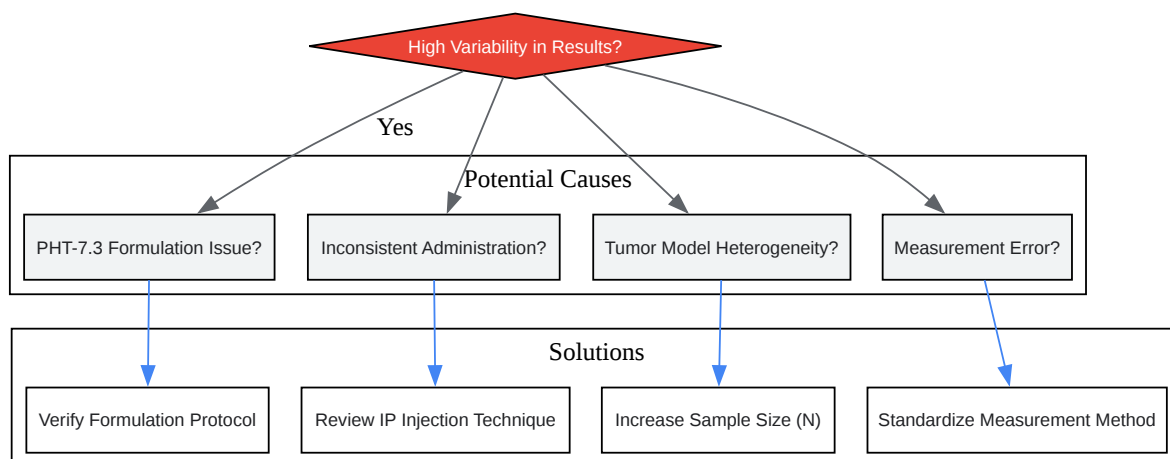 High Variability in Results?
Yes
Potential Causes
PHT-7.3 Formulation Issue?
Inconsistent Administration?
Tumor Model Heterogeneity?
Measurement Error?
Solutions
Verify Formulation Protocol
Review IP Injection Technique
Increase Sample Size (N)
Standardize Measurement Method